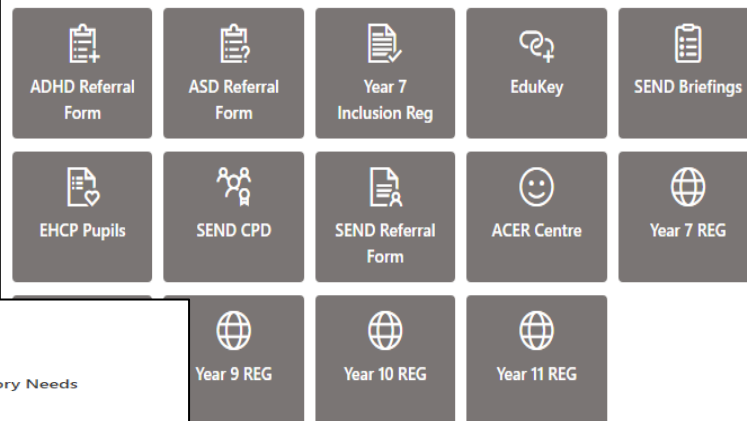 ADHD Referral
Form
ASD Referral
Form
Year 7
Inclusion Reg
EduKey
SEND Briefings
EHCP Pupils
SEND CPD
SEND Referral
Form
ACER Centre
Year 7 REG
Year 9 REG
Year 10 REG
Year 11 REG
Needs